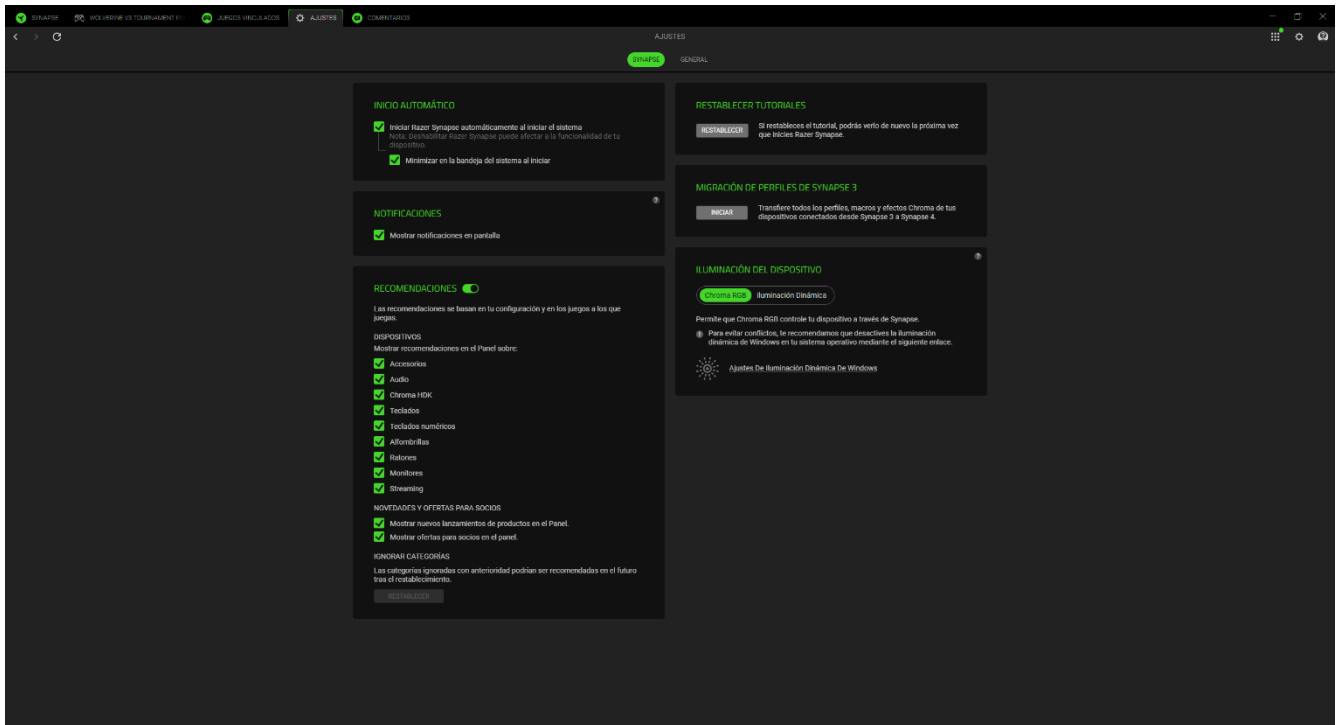 SYNAPSE
WOLVERINE V3 TOURNAMENT
JUEGOS VINCULADOS
AJUSTES
COMENTARIOS
AJUSTES
SYNAPSE
GENERAL
INICIO AUTOMÁTICO
Iniciar Razer Synapse automáticamente al iniciar el sistema
Nota: Deshabilitar Razer Synapse puede afectar a la funcionalidad de tu
dispositivo.
Minimizar en la bandeja del sistema al iniciar
NOTIFICACIONES
Mostrar notificaciones en pantalla
RECOMENDACIONES
Las recomendaciones se basan en tu configuración y en los juegos a los que
juegas.
DISPOSITIVOS
Mostrar recomendaciones en el Panel sobre:
Accesorios
Audio
Chroma HDK
Teclados
Teclados numéricos
Alfombrillas
Ratones
Monitores
Streaming
NOVEDADES Y OFERTAS PARA SOCIOS
Mostrar nuevos lanzamientos de productos en el Panel.
Mostrar ofertas para socios en el panel.
IGNORAR CATEGORÍAS
Las categorías ignoradas con anterioridad podrían ser recomendadas en el futuro
tras el restablecimiento.
RESTABLECER
RESTABLECER TUTORIALES
RESTABLECER
Si restableces el tutorial, podrás verlo de nuevo la próxima vez
que inicies Razer Synapse.
MIGRACIÓN DE PERFILES DE SYNAPSE 3
INICIAR
Transfiere todos los perfiles, macros y efectos Chroma de tus
dispositivos conectados desde Synapse 3 a Synapse 4.
ILUMINACIÓN DEL DISPOSITIVO
Chroma RGB
Iluminación Dinámica
Permite que Chroma RGB controle tu dispositivo a través de Synapse.
Para evitar conflictos, te recomendamos que desactives la iluminación
dinámica de Windows en tu sistema operativo mediante el siguiente enlace.
Ajustes De Iluminación Dinámica De Windows